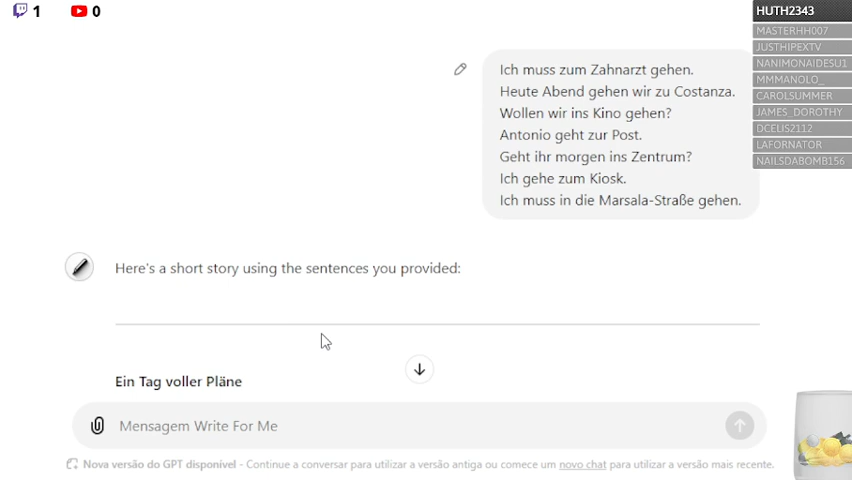 1 0
HUTH2343
MASTERHH007
JUSTHIPEXTV
NANIMONAIDESU1
MMMANOLO_
CAROLSUMMER
JAMES_DOROTHY
DCELIS2112
LAFORNATOR
NAILSDABOMB156
Ich muss zum Zahnarzt gehen.
Heute Abend gehen wir zu Costanza.
Wollen wir ins Kino gehen?
Antonio geht zur Post.
Geht ihr morgen ins Zentrum?
Ich gehe zum Kiosk.
Ich muss in die Marsala-Straße gehen.
Here's a short story using the sentences you provided:
Ein Tag voller Pläne
Mensagem Write For Me
Nova versão do GPT disponível - Continue a conversar para utilizar a versão antiga ou comece um novo chat para utilizar a versão mais recente.